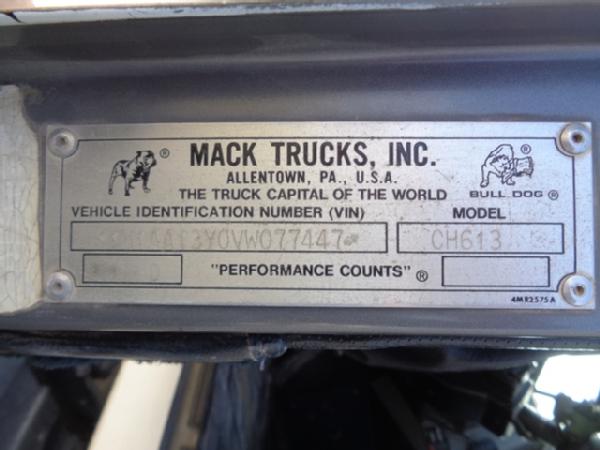 MACK TRUCKS, INC.
ALLENTOWN, PA., U.S.A.
THE TRUCK CAPITAL OF THE WORLD
BULL DOG ®
®
VEHICLE IDENTIFICATION NUMBER (VIN)
MODEL
CH613
"PERFORMANCE COUNTS" ®
4MR2575A